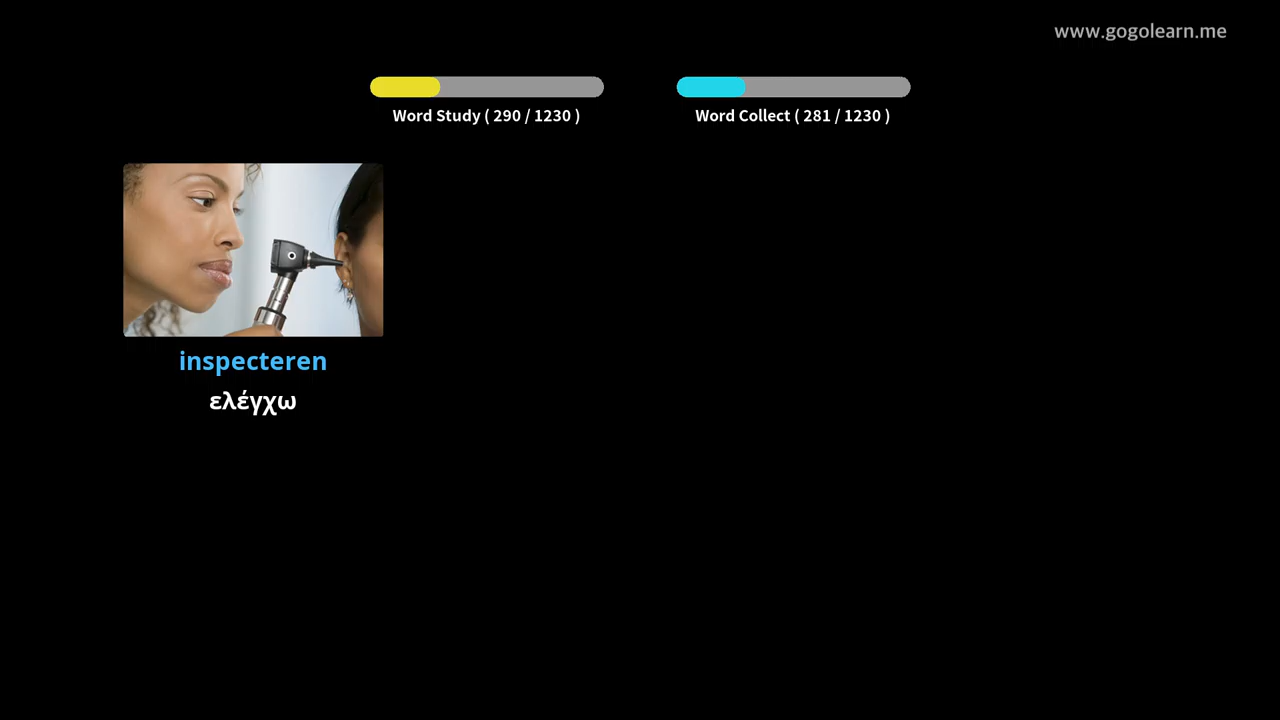 www.gogolearn.me
Word Study ( 290 / 1230 )
Word Collect ( 281 / 1230 )
inspecteren
ελέγχω